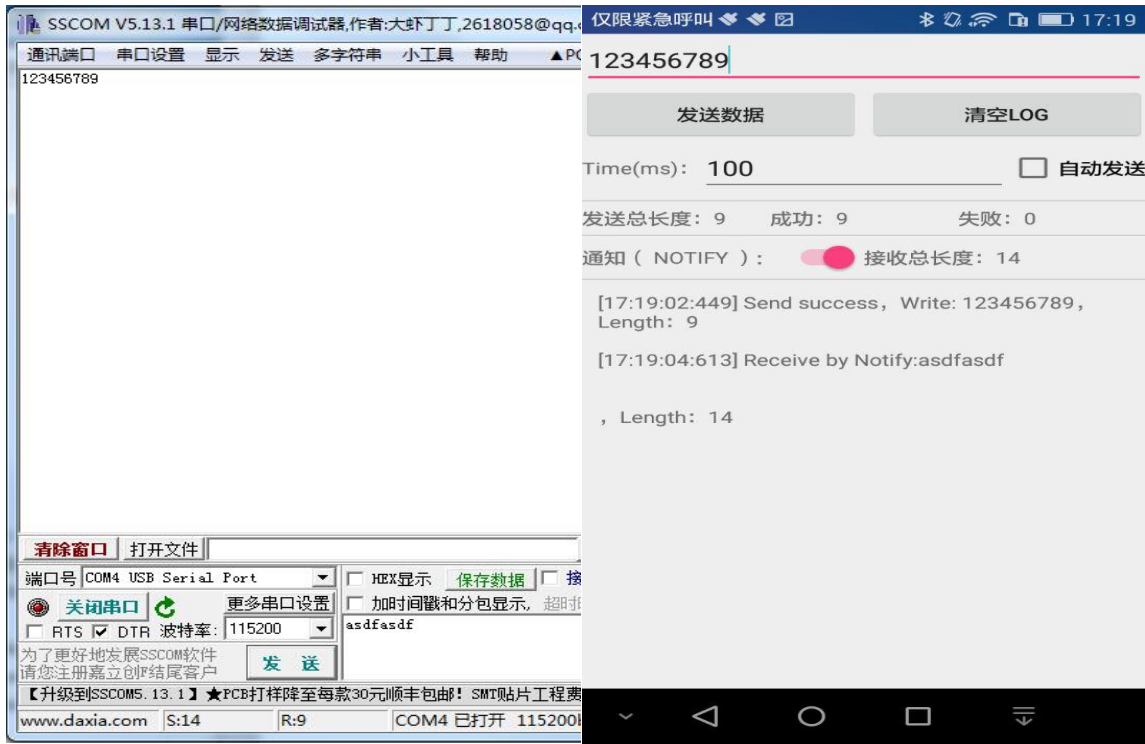 SSCOM V5.13.1 串口/网络数据调试器,作者:大虾丁丁,2618058@qq.
通讯端口 串口设置 显示 发送 多字符串 小工具 帮助 ▲PC
123456789
清除窗口 打开文件
端口号 COM4 USB Serial Port HEX显示 保存数据 接
关闭串口 更多串口设置 加时间戳和分包显示, 超时
RTS DTR 波特率: 115200 asdfasdf
为了更好地发展SSCOM软件
请您注册嘉立创F结尾客户
发 送
【升级到SSCOM5.13.1】★PCB打样降至每款30元顺丰包邮! SMT贴片工程费
www.daxia.com S:14 R:9 COM4 已打开 115200
仅限紧急呼叫 17:19
123456789
发送数据 清空LOG
Time(ms): 100 自动发送
发送总长度: 9 成功: 9 失败: 0
通知 ( NOTIFY ) : 接收总长度: 14
[17:19:02:449] Send success, Write: 123456789,
Length: 9
[17:19:04:613] Receive by Notify:asdfasdf
, Length: 14